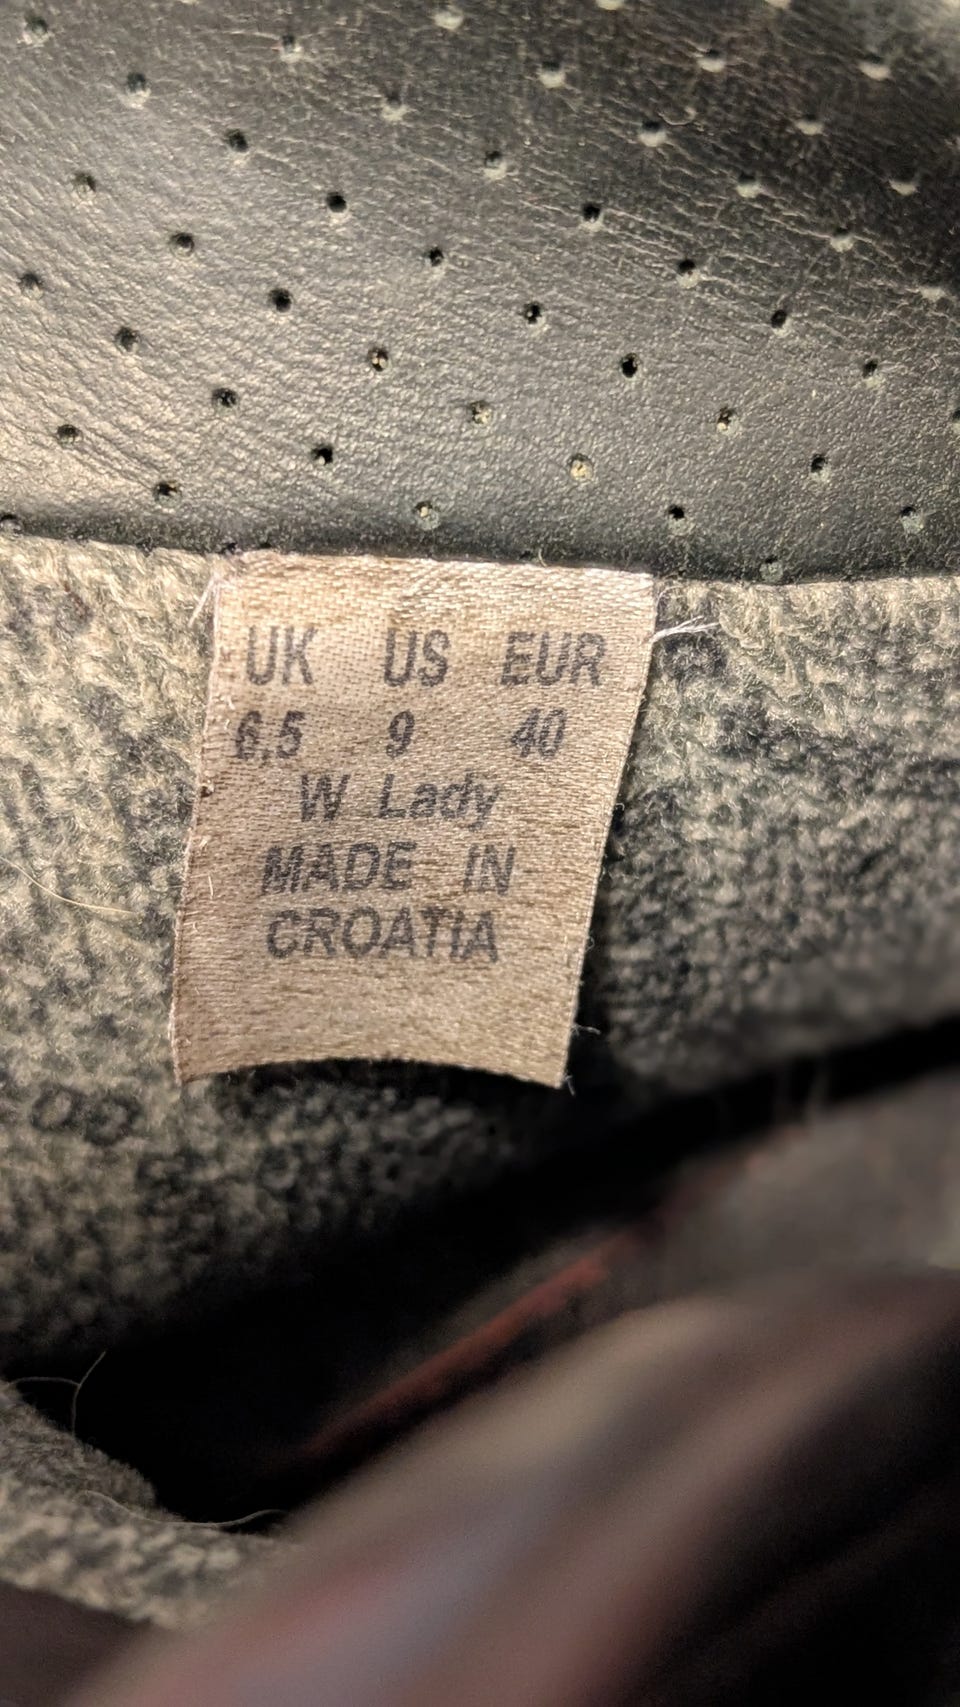 UK US EUR
6,5 9 40
W Lady
MADE IN
CROATIA